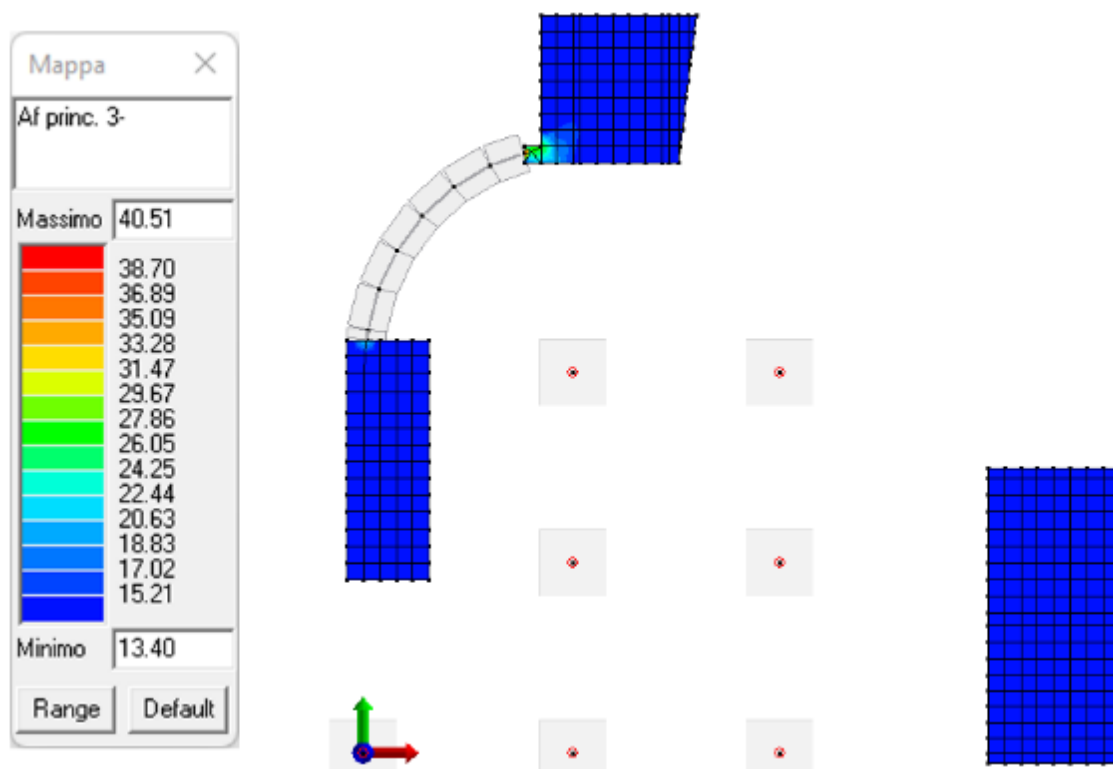 Mappa
Af princ. 3-
Massimo 40.51
38.70
36.89
35.09
33.28
31.47
29.67
27.86
26.05
24.25
22.44
20.63
18.83
17.02
15.21
Minimo 13.40
Range Default